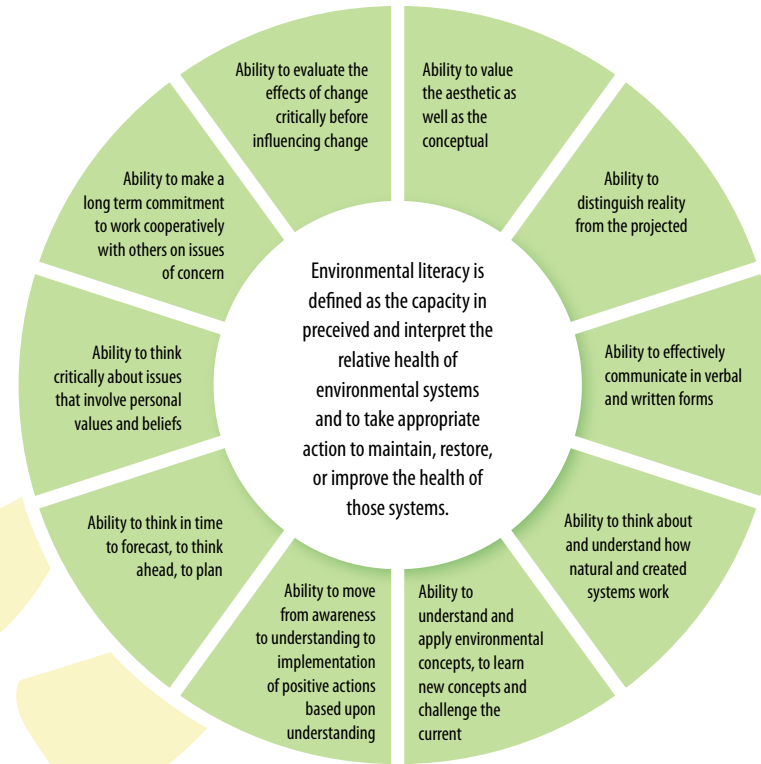 Ability to evaluate the
effects of change
critically before
influencing change
Ability to value
the aesthetic as
well as the
conceptual
Ability to
distinguish reality
from the projected
Ability to effectively
communicate in verbal
and written forms
Ability to think about
and understand how
natural and created
systems work
Ability to
understand and
apply environmental
concepts, to learn
new concepts and
challenge the
current
Ability to move
from awareness
to understanding to
implementation
of positive actions
based upon
understanding
Ability to think in time
to forecast, to think
ahead, to plan
Ability to think
critically about issues
that involve personal
values and beliefs
Ability to make a
long term commitment
to work cooperatively
with others on issues
of concern
Environmental literacy is
defined as the capacity in
preceived and interpret the
relative health of
environmental systems
and to take appropriate
action to maintain, restore,
or improve the health of
those systems.